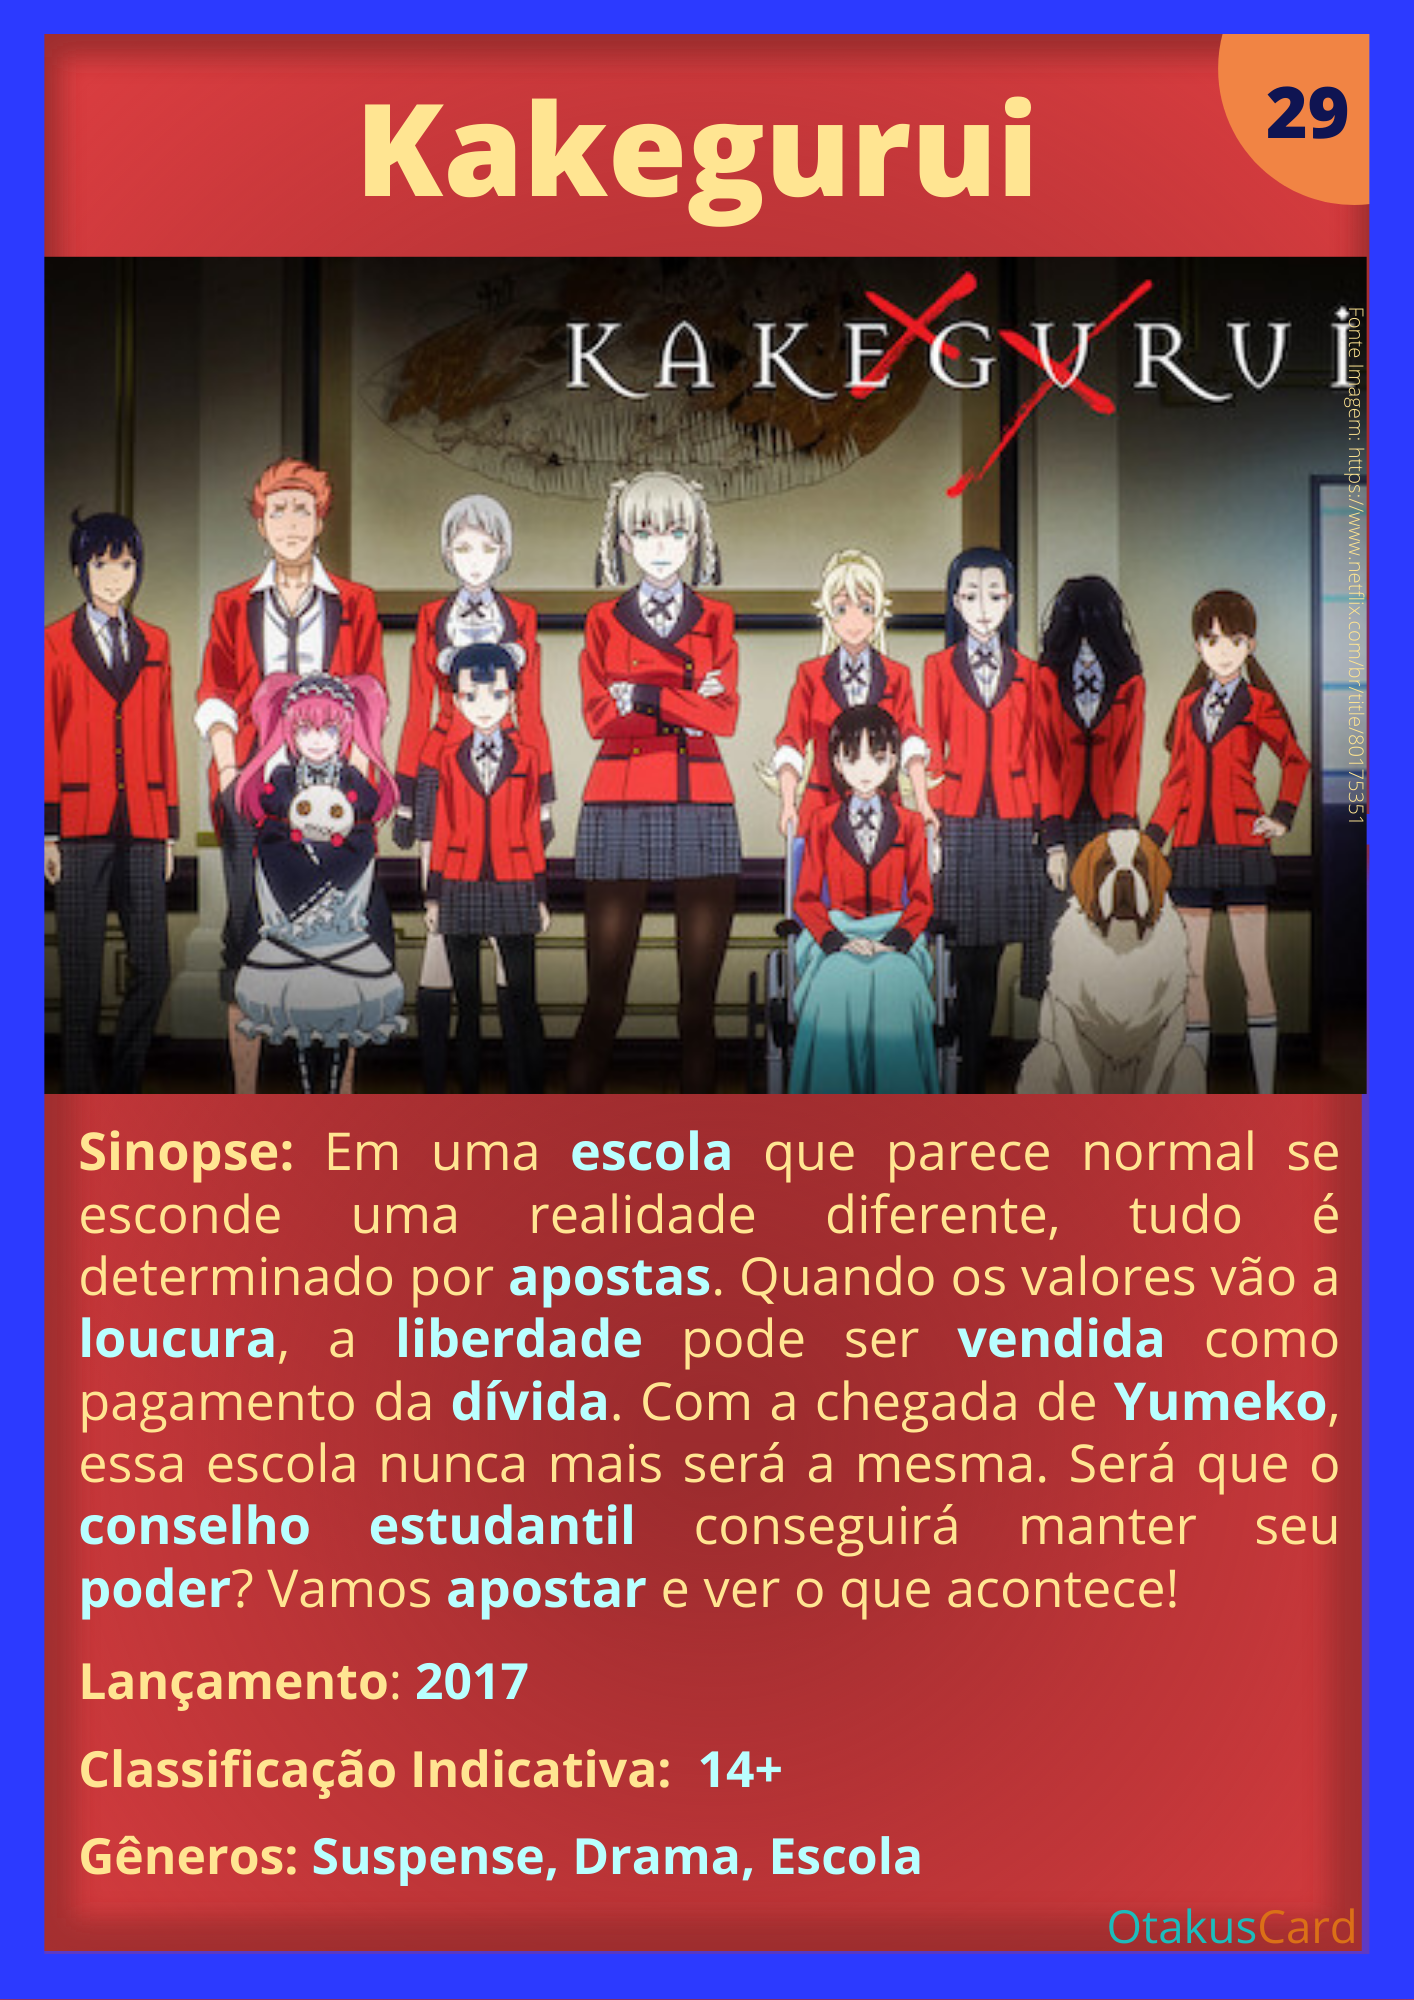 Kakegurui
29
KAKEGURUI
Fonte Imagem: https://www.netflix.com/br/title/80175351
Sinopse: Em uma escola que parece normal se
esconde uma realidade diferente, tudo é
determinado por apostas. Quando os valores vão a
loucura, a liberdade pode ser vendida como
pagamento da dívida. Com a chegada de Yumeko,
essa escola nunca mais será a mesma. Será que o
conselho estudantil conseguirá manter seu
poder? Vamos apostar e ver o que acontece!
Lançamento: 2017
Classificação Indicativa: 14+
Gêneros: Suspense, Drama, Escola
OtakusCard